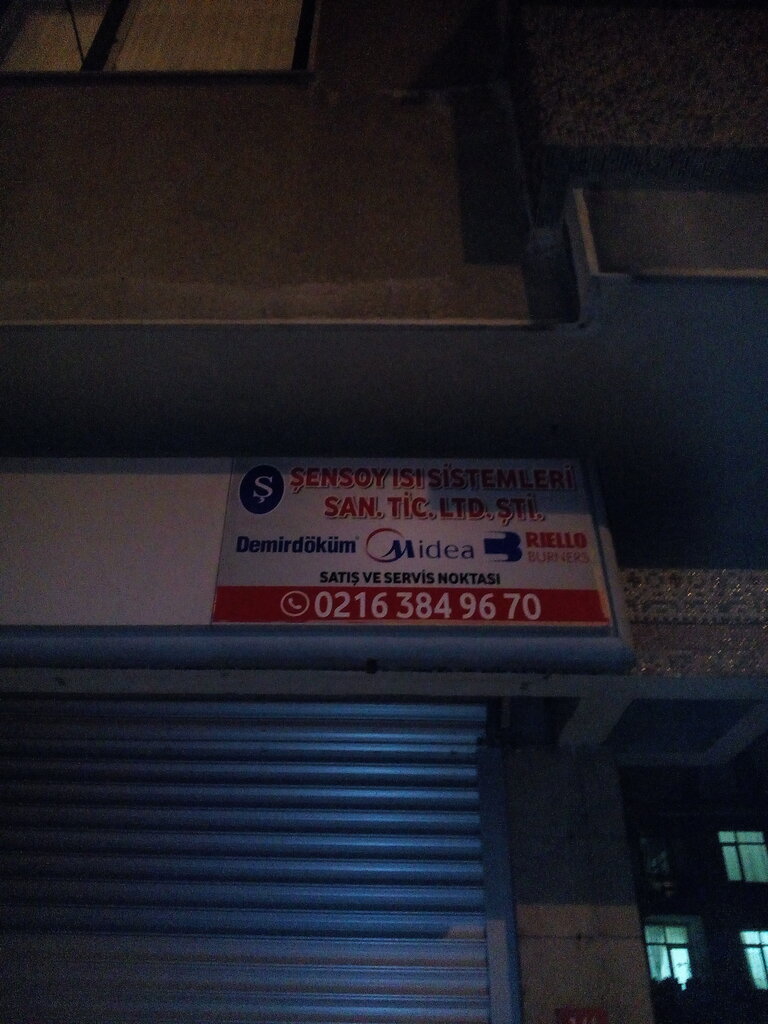 Ş ŞENSOY ISI SİSTEMLERİ
SAN. TİC. LTD. ŞTİ.
Demirdöküm Midea RIELLO
BURNERS
SATIŞ VE SERVİS NOKTASI
0216 384 96 70